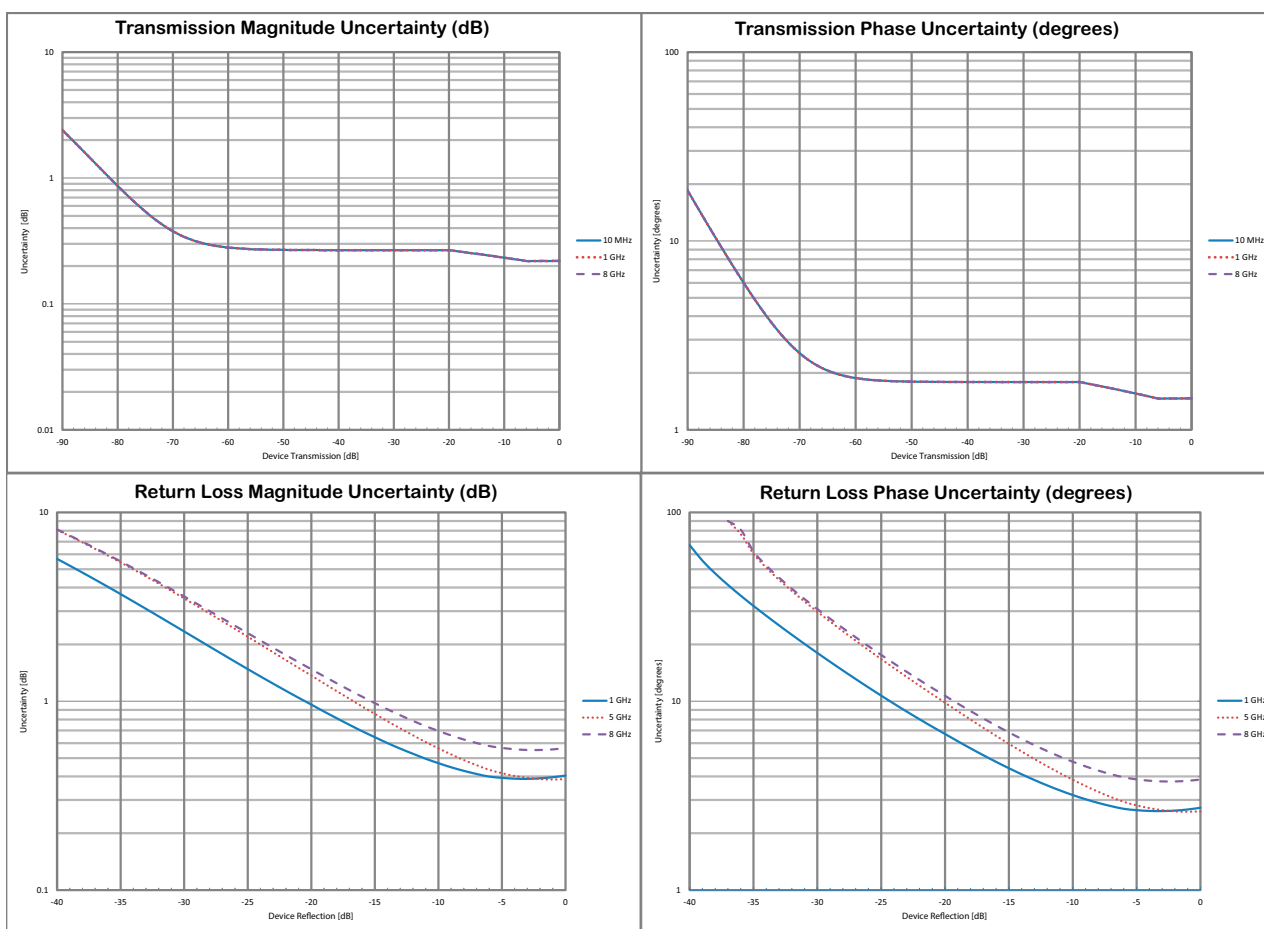 Transmission Magnitude Uncertainty (dB)
10
1
0.1
0.01
Uncertainty [dB]
-90 -80 -70 -60 -50 -40 -30 -20 -10 0
Device Transmission [dB]
10 MHz
1 GHz
8 GHz
Transmission Phase Uncertainty (degrees)
100
10
1
Uncertainty [degrees]
-90 -80 -70 -60 -50 -40 -30 -20 -10 0
Device Transmission [dB]
10 MHz
1 GHz
8 GHz
Return Loss Magnitude Uncertainty (dB)
10
1
0.1
Uncertainty [dB]
-40 -35 -30 -25 -20 -15 -10 -5 0
Device Reflection [dB]
1 GHz
5 GHz
8 GHz
Return Loss Phase Uncertainty (degrees)
100
10
1
Uncertainty [degrees]
-40 -35 -30 -25 -20 -15 -10 -5 0
Device Reflection [dB]
1 GHz
5 GHz
8 GHz